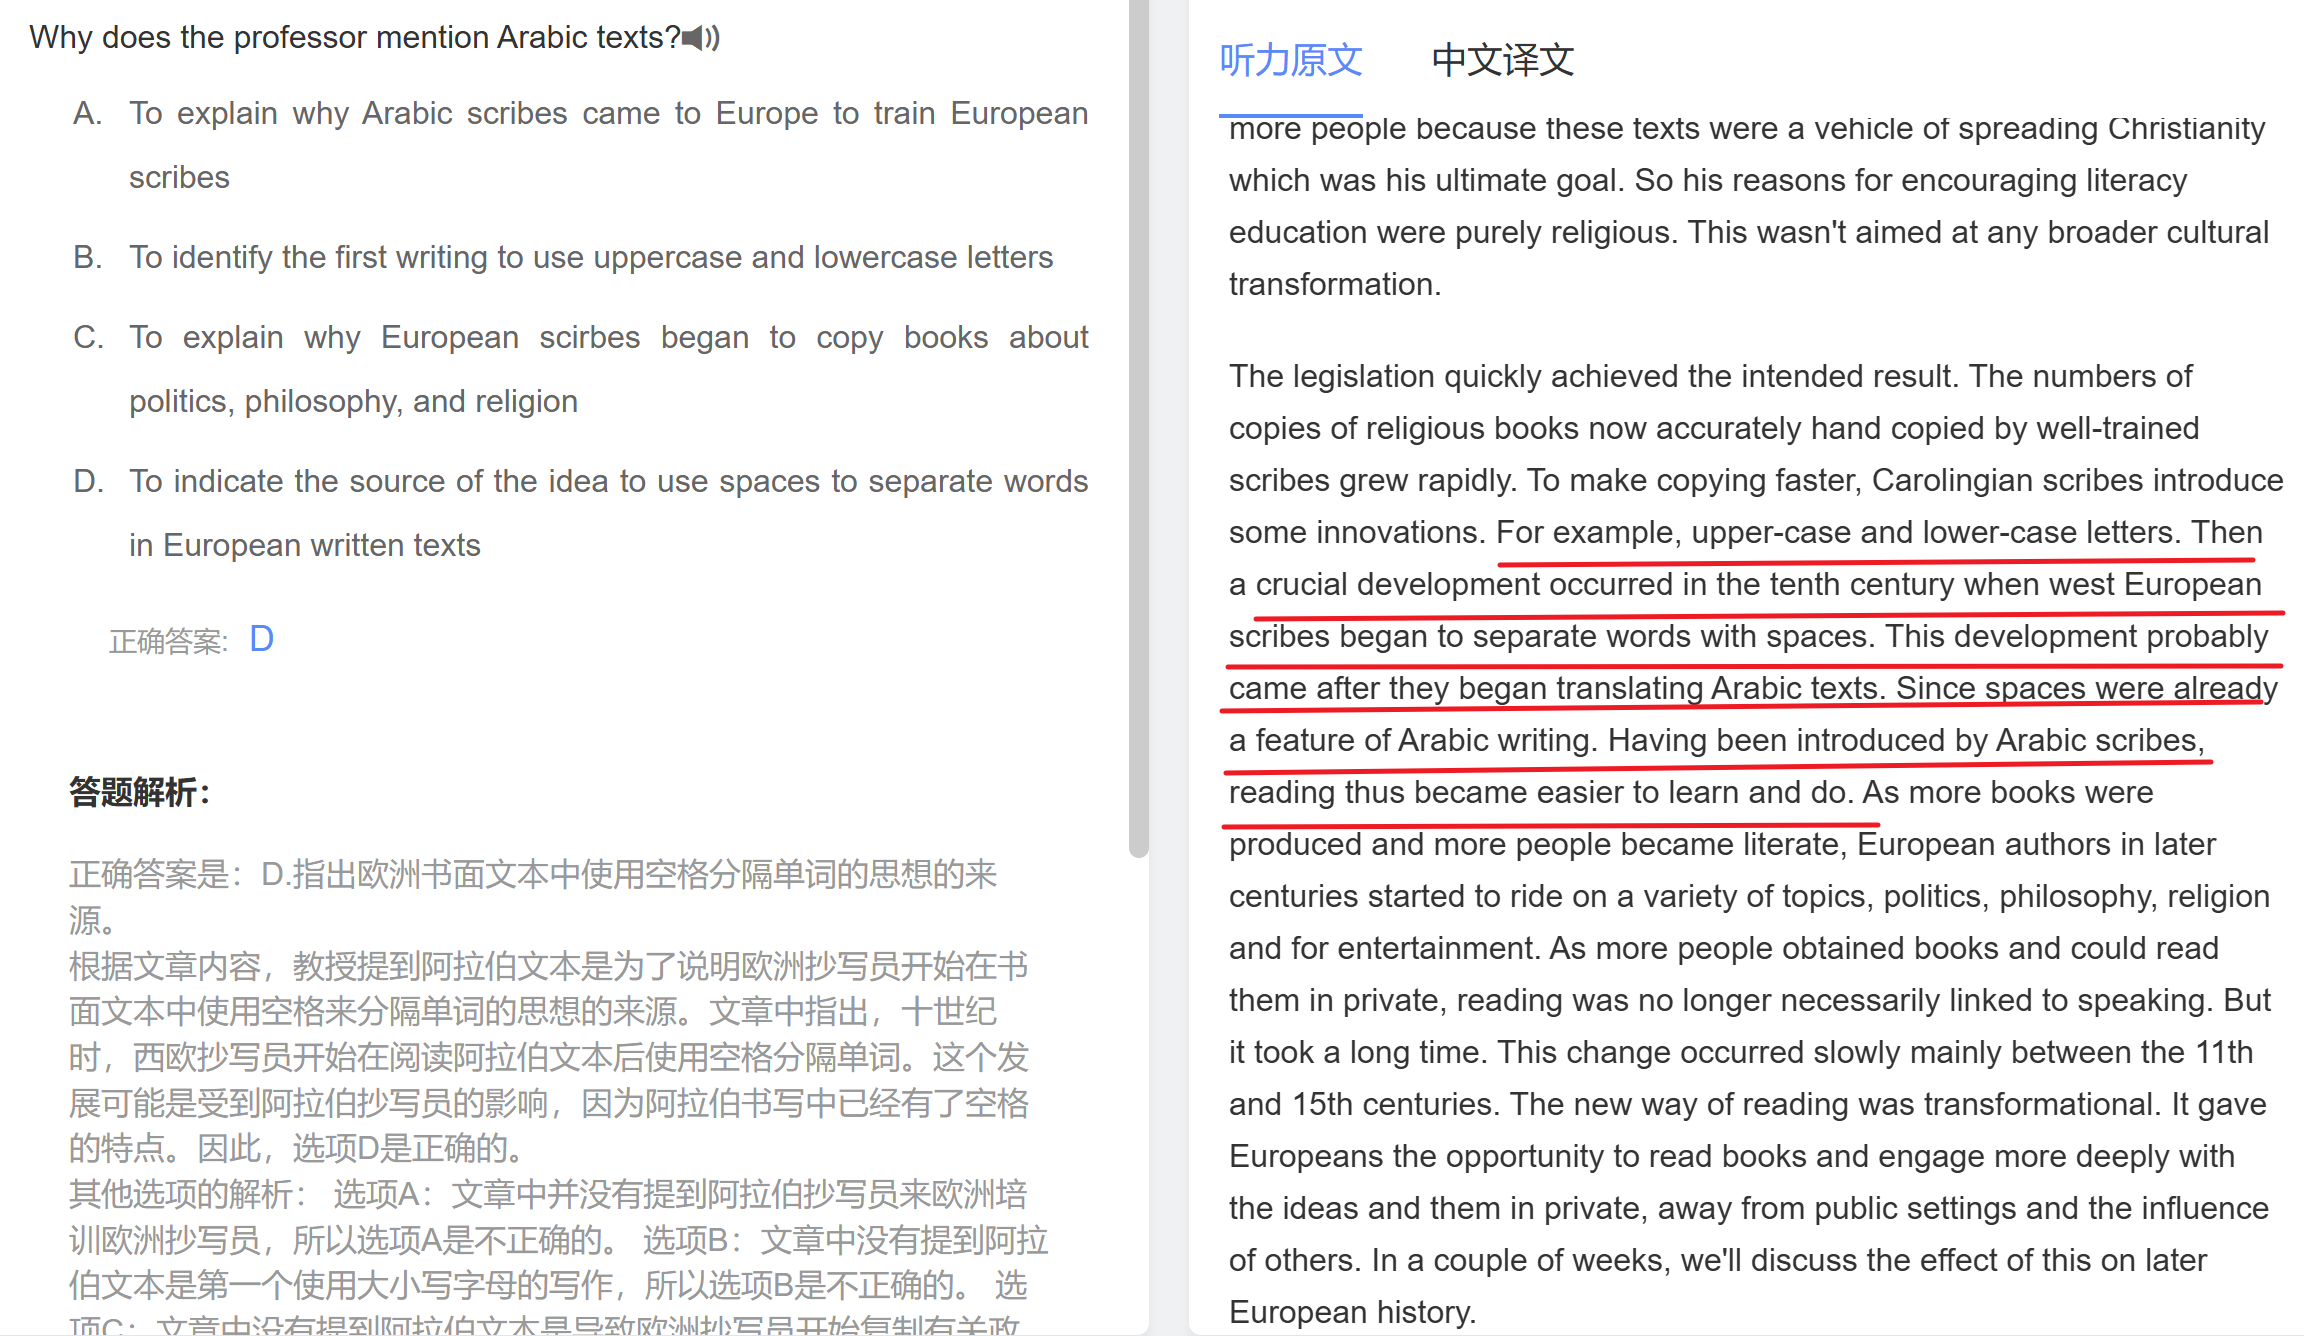 Why does the professor mention Arabic texts?
A. To explain why Arabic scribes came to Europe to train European
scribes
B. To identify the first writing to use uppercase and lowercase letters
C. To explain why European scirbes began to copy books about
politics, philosophy, and religion
D. To indicate the source of the idea to use spaces to separate words
in European written texts
正确答案: D
答题解析：
正确答案是：D.指出欧洲书面文本中使用空格分隔单词的思想的来
源。
根据文章内容，教授提到阿拉伯文本是为了说明欧洲抄写员开始在书
面文本中使用空格来分隔单词的思想的来源。文章中指出，十世纪
时，西欧抄写员开始在阅读阿拉伯文本后使用空格分隔单词。这个发
展可能是受到阿拉伯抄写员的影响，因为阿拉伯书写中已经有了空格
的特点。因此，选项D是正确的。
其他选项的解析： 选项A：文章中并没有提到阿拉伯抄写员来欧洲培
训欧洲抄写员，所以选项A是不正确的。 选项B：文章中没有提到阿拉
伯文本是第一个使用大小写字母的写作，所以选项B是不正确的。 选
项C：文章中没有提到阿拉伯文本是导致欧洲抄写员开始复制有关政
听力原文 中文译文
more people because these texts were a vehicle of spreading Christianity
which was his ultimate goal. So his reasons for encouraging literacy
education were purely religious. This wasn't aimed at any broader cultural
transformation.
The legislation quickly achieved the intended result. The numbers of
copies of religious books now accurately hand copied by well-trained
scribes grew rapidly. To make copying faster, Carolingian scribes introduce
some innovations. For example, upper-case and lower-case letters. Then
a crucial development occurred in the tenth century when west European
scribes began to separate words with spaces. This development probably
came after they began translating Arabic texts. Since spaces were already
a feature of Arabic writing. Having been introduced by Arabic scribes,
reading thus became easier to learn and do. As more books were
produced and more people became literate, European authors in later
centuries started to ride on a variety of topics, politics, philosophy, religion
and for entertainment. As more people obtained books and could read
them in private, reading was no longer necessarily linked to speaking. But
it took a long time. This change occurred slowly mainly between the 11th
and 15th centuries. The new way of reading was transformational. It gave
Europeans the opportunity to read books and engage more deeply with
the ideas and them in private, away from public settings and the influence
of others. In a couple of weeks, we'll discuss the effect of this on later
European history.